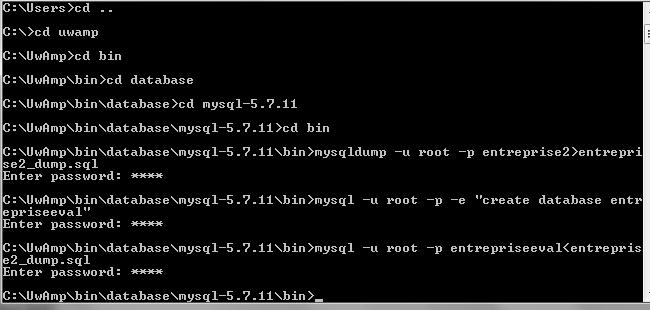 C:\Users>cd ..
C:\>cd uwamp
C:\UwAmp>cd bin
C:\UwAmp\bin>cd database
C:\UwAmp\bin\database>cd mysql-5.7.11
C:\UwAmp\bin\database\mysql-5.7.11>cd bin
C:\UwAmp\bin\database\mysql-5.7.11\bin>mysqldump -u root -p entreprise2>entrepri
se2_dump.sql
Enter password: ****
C:\UwAmp\bin\database\mysql-5.7.11\bin>mysql -u root -p -e "create database entr
epriseeval"
Enter password: ****
C:\UwAmp\bin\database\mysql-5.7.11\bin>mysql -u root -p entrepriseeval<entrepris
e2_dump.sql
Enter password: ****
C:\UwAmp\bin\database\mysql-5.7.11\bin>_